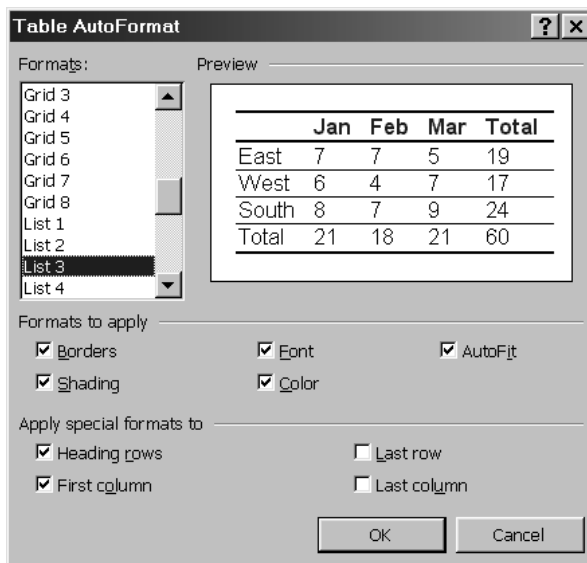 Table AutoFormat
Formats:
Grid 3
Grid 4
Grid 5
Grid 6
Grid 7
Grid 8
List 1
List 2
List 3
List 4
Preview
Jan Feb Mar Total
East 7 7 5 19
West 6 4 7 17
South 8 7 9 24
Total 21 18 21 60
Formats to apply
Borders Font AutoFit
Shading Color
Apply special formats to
Heading rows Last row
First column Last column
OK Cancel